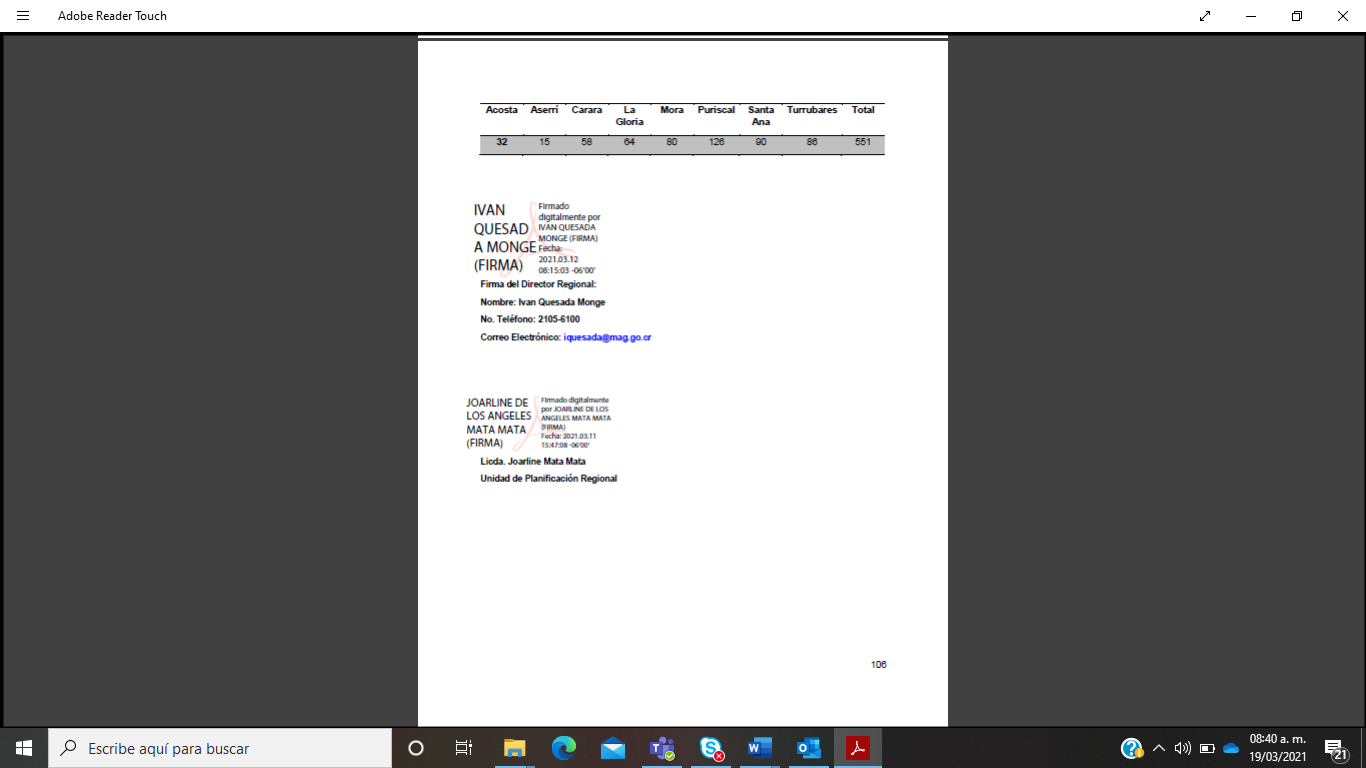 Adobe Reader Touch
Acosta Aserrí Carara La Mora Puriscal Santa Turrubares Total
Gloria Ana
32 15 58 64 80 126 90 86 551
IVAN
QUESAD
A MONGE
(FIRMA)
Firmado
digitalmente por
IVAN QUESADA
MONGE (FIRMA)
Fecha:
2021.03.12
08:15:03 -06'00'
Firma del Director Regional:
Nombre: Ivan Quesada Monge
No. Teléfono: 2105-6100
Correo Electrónico: iquesada@mag.go.cr
JOARLINE DE
LOS ANGELES
MATA MATA
(FIRMA)
Firmado digitalmente
por JOARLINE DE LOS
ANGELES MATA MATA
(FIRMA)
Fecha: 2021.03.11
15:47:08 -06'00'
Licda. Joarline Mata Mata
Unidad de Planificación Regional
106
Escribe aquí para buscar
08:40 a. m.
19/03/2021
21